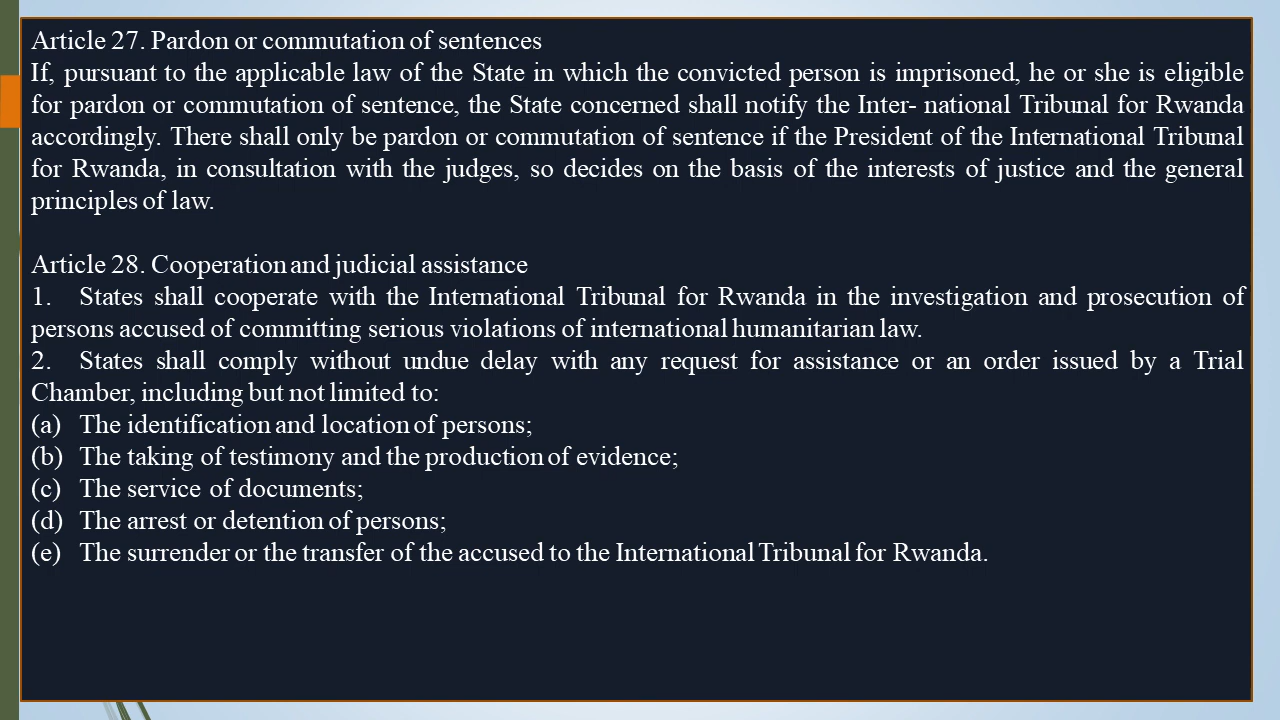 Article 27. Pardon or commutation of sentences
If, pursuant to the applicable law of the State in which the convicted person is imprisoned, he or she is eligible
for pardon or commutation of sentence, the State concerned shall notify the Inter- national Tribunal for Rwanda
accordingly. There shall only be pardon or commutation of sentence if the President of the International Tribunal
for Rwanda, in consultation with the judges, so decides on the basis of the interests of justice and the general
principles of law.
Article 28. Cooperation and judicial assistance
1. States shall cooperate with the International Tribunal for Rwanda in the investigation and prosecution of
persons accused of committing serious violations of international humanitarian law.
2. States shall comply without undue delay with any request for assistance or an order issued by a Trial
Chamber, including but not limited to:
(a) The identification and location of persons;
(b) The taking of testimony and the production of evidence;
(c) The service of documents;
(d) The arrest or detention of persons;
(e) The surrender or the transfer of the accused to the International Tribunal for Rwanda.